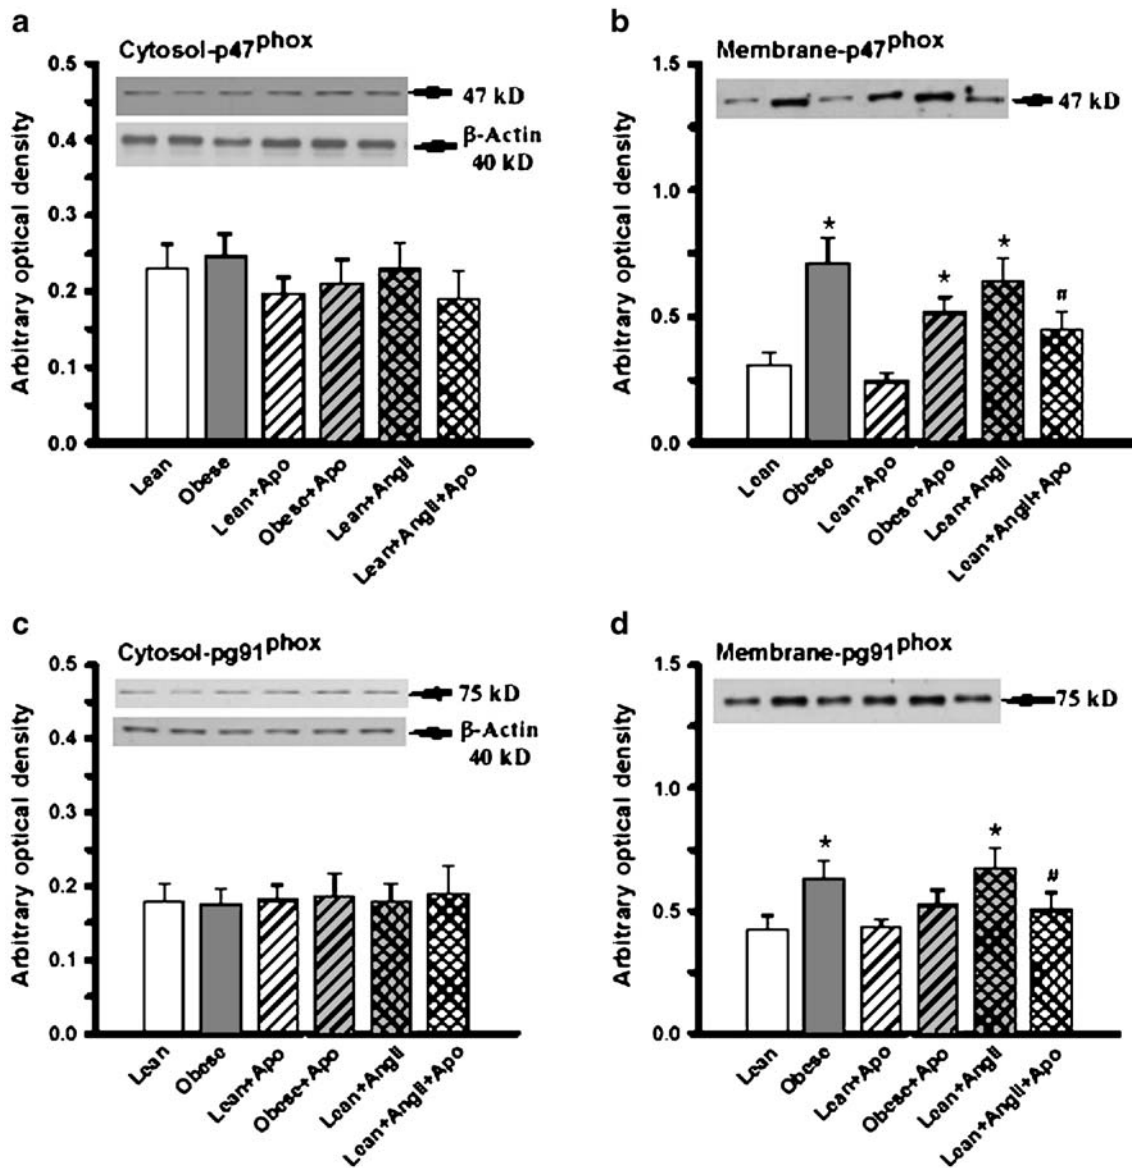 a
Cytosol-p47phox
0.5
0.4
0.3
0.2
0.1
0.0
Arbitrary optical density
47 kD
β-Actin
40 kD
Lean
Obese
Lean+Apo
Obese+Apo
Lean+AngII
Lean+AngII+Apo
b
Membrane-p47phox
1.5
1.0
0.5
0.0
Arbitrary optical density
47 kD
*
*
*
#
Lean
Obese
Lean+Apo
Obese+Apo
Lean+AngII
Lean+AngII+Apo
c
Cytosol-pg91phox
0.5
0.4
0.3
0.2
0.1
0.0
Arbitrary optical density
75 kD
β-Actin
40 kD
Lean
Obese
Lean+Apo
Obese+Apo
Lean+AngII
Lean+AngII+Apo
d
Membrane-pg91phox
1.5
1.0
0.5
0.0
Arbitrary optical density
75 kD
*
*
#
Lean
Obese
Lean+Apo
Obese+Apo
Lean+AngII
Lean+AngII+Apo